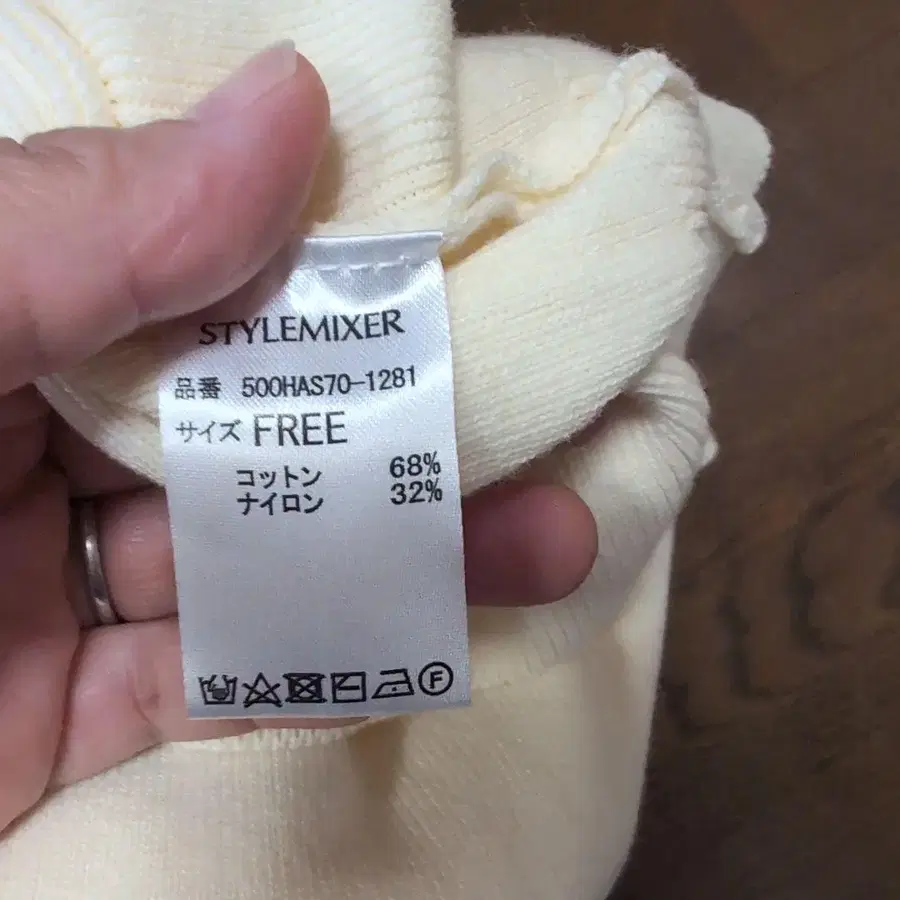 STYLEMIXER
品番 500HAS70-1281
サイズ FREE
コットン 68%
ナイロン 32%
F